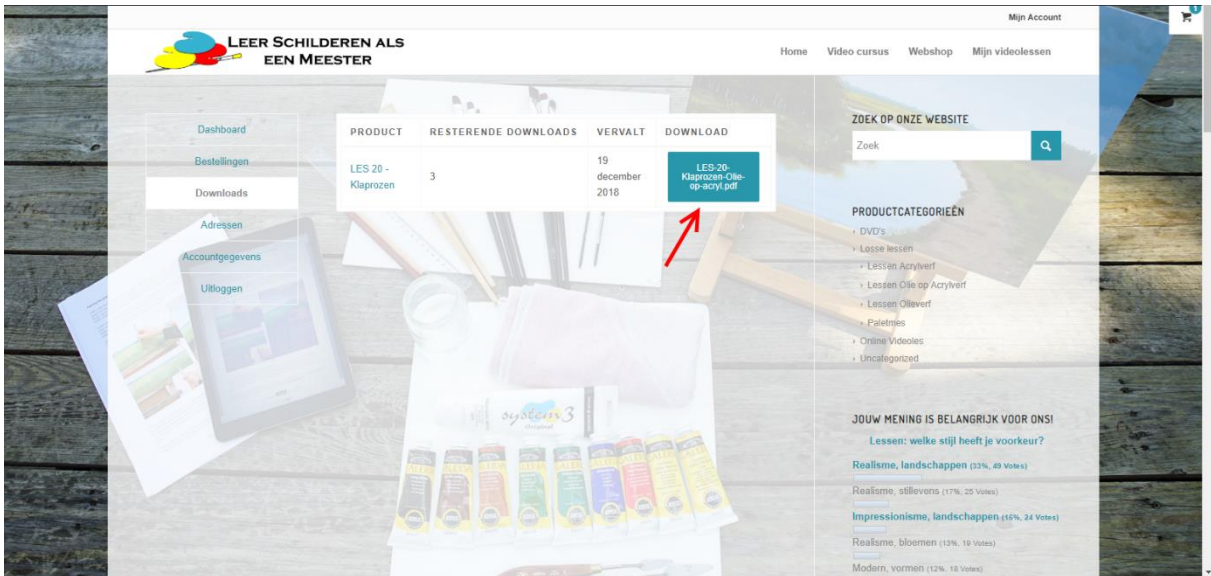 Mijn Account
1
LEER SCHILDEREN ALS
EEN MEESTER
Home Video cursus Webshop Mijn videolessen
Dashboard
Bestellingen
Downloads
Adressen
Accountgegevens
Uitloggen
PRODUCT RESTERENDE DOWNLOADS VERVALT DOWNLOAD
LES 20 -
Klaprozen
3
19
december
2018
LES-20-
Klaprozen-Olie-
op-acryl.pdf
ZOEK OP ONZE WEBSITE
Zoek
PRODUCTCATEGORIEËN
DVD's
Losse lessen
Lessen Acrylverf
Lessen Olie op Acrylverf
Lessen Olieverf
Paletmes
Online Videoles
Uncategorized
JOUW MENING IS BELANGRIJK VOOR ONS!
Lessen: welke stijl heeft je voorkeur?
Realisme, landschappen (33%, 49 Votes)
Realisme, stillevens (17%, 25 Votes)
Impressionisme, landschappen (16%, 24 Votes)
Realisme, bloemen (13%, 19 Votes)
Modern, vormen (12%, 18 Votes)
system 3
Original